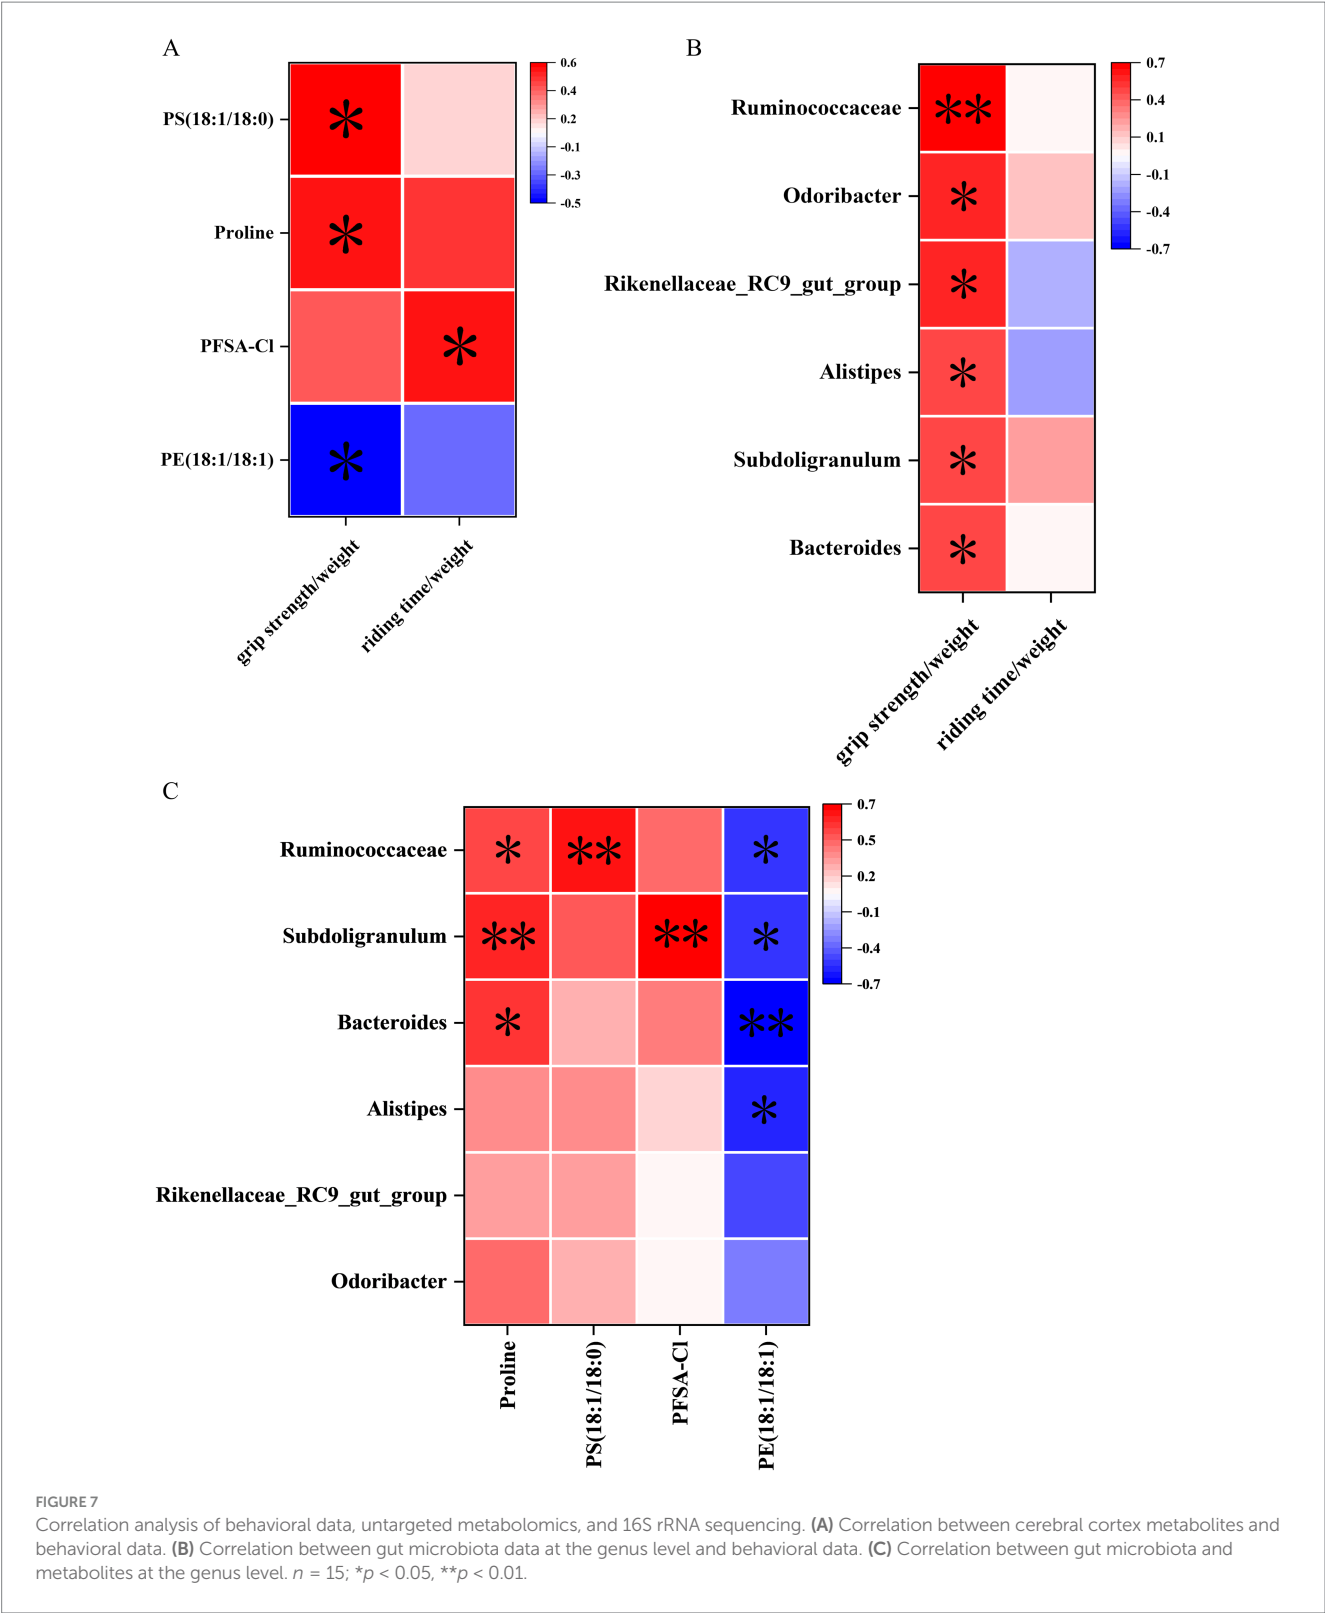 A
PS(18:1/18:0)
Proline
PFSA-Cl
PE(18:1/18:1)
grip strength/weight
riding time/weight
0.6
0.4
0.2
-0.1
-0.3
-0.5
*
*
*
*
B
Ruminococcaceae
Odoribacter
Rikenellaceae_RC9_gut_group
Alistipes
Subdoligranulum
Bacteroides
grip strength/weight
riding time/weight
0.7
0.4
0.1
-0.1
-0.4
-0.7
**
*
*
*
*
*
C
Ruminococcaceae
Subdoligranulum
Bacteroides
Alistipes
Rikenellaceae_RC9_gut_group
Odoribacter
Proline
PS(18:1/18:0)
PFSA-Cl
PE(18:1/18:1)
0.7
0.5
0.2
-0.1
-0.4
-0.7
* ** *
** ** *
* **
*
FIGURE 7
Correlation analysis of behavioral data, untargeted metabolomics, and 16S rRNA sequencing. (A) Correlation between cerebral cortex metabolites and
behavioral data. (B) Correlation between gut microbiota data at the genus level and behavioral data. (C) Correlation between gut microbiota and
metabolites at the genus level. n = 15; *p < 0.05, **p < 0.01.